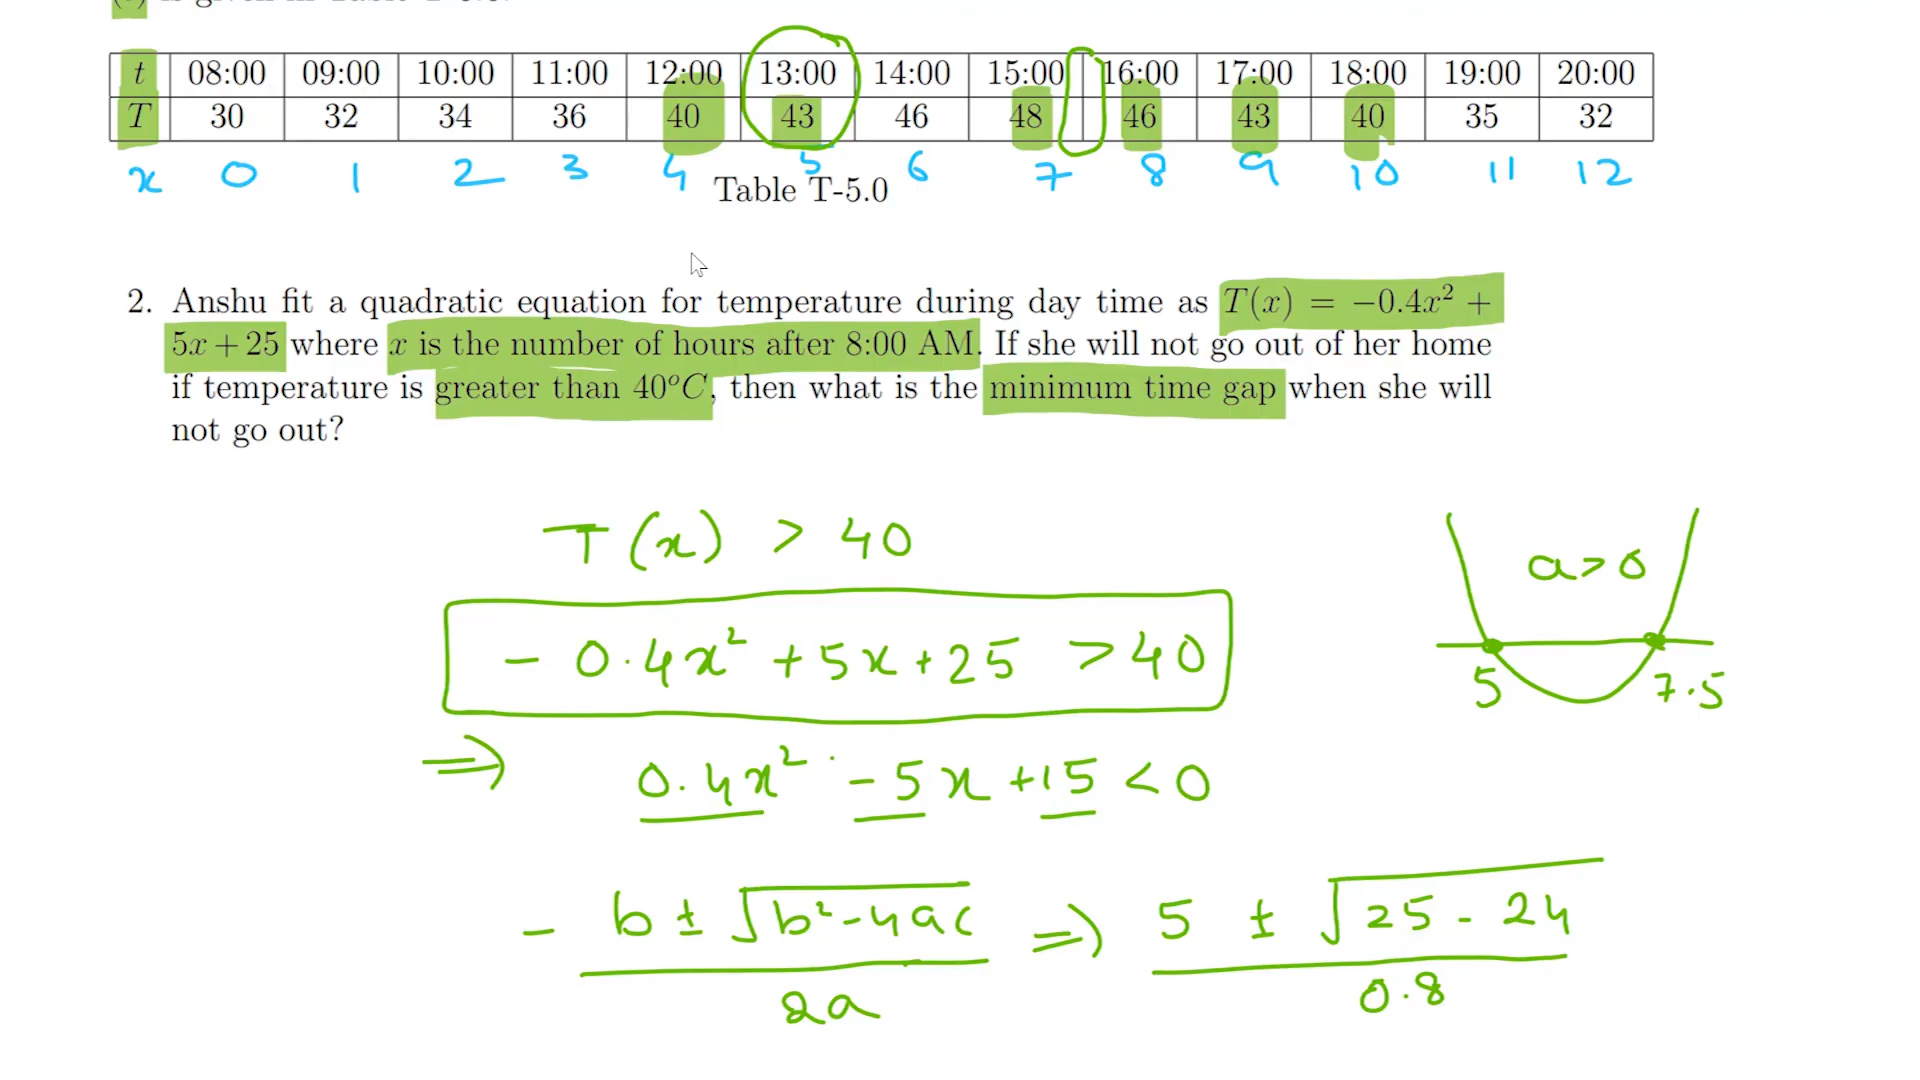 is given in Table T-5.0.
t 08:00 09:00 10:00 11:00 12:00 13:00 14:00 15:00 16:00 17:00 18:00 19:00 20:00
T 30 32 34 36 40 43 46 48 46 43 40 35 32
x 0 1 2 3 4 5 6 7 8 9 10 11 12
Table T-5.0
2. Anshu fit a quadratic equation for temperature during day time as T(x) = −0.4x² +
5x + 25 where x is the number of hours after 8:00 AM. If she will not go out of her home
if temperature is greater than 40°C, then what is the minimum time gap when she will
not go out?
T(x) > 40
a > 0
- 0.4x² + 5x + 25 > 40
5 7.5
⇒ 0.4x² - 5x + 15 < 0
- b ± √b² - 4ac ⇒ 5 ± √25 - 24
2a 0.8